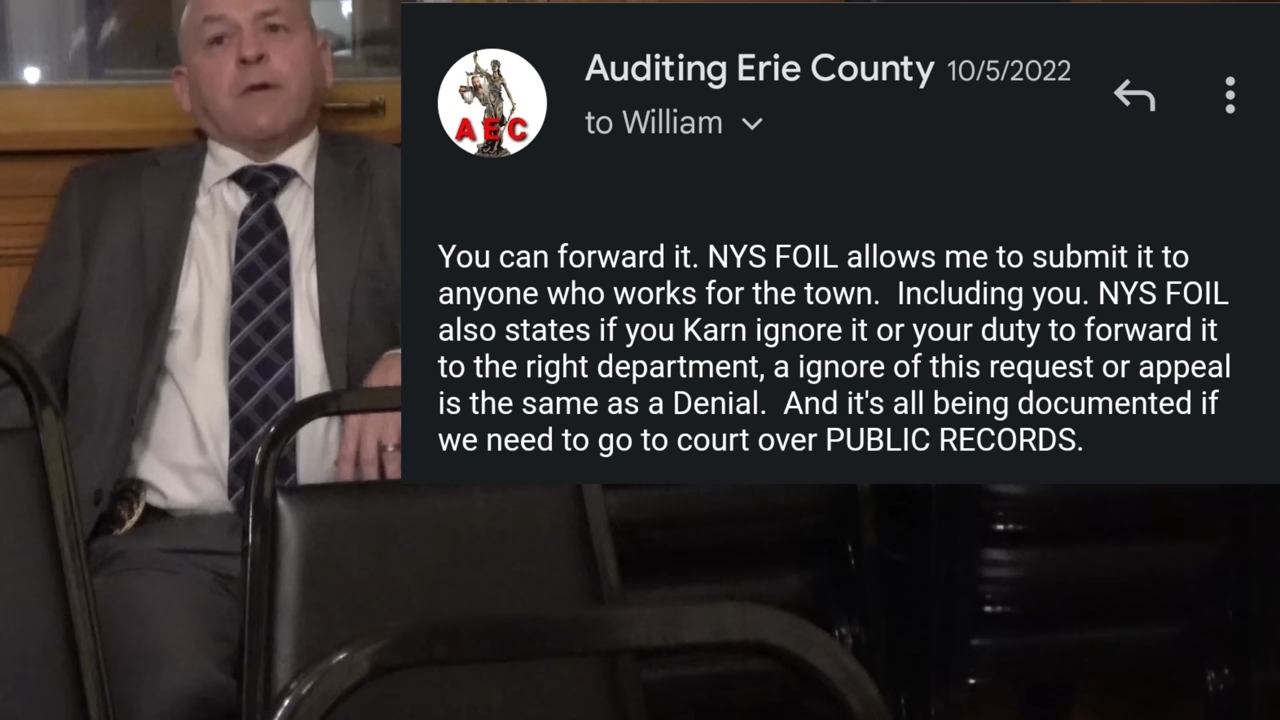 Auditing Erie County 10/5/2022
to William
AEC
You can forward it. NYS FOIL allows me to submit it to
anyone who works for the town.  Including you. NYS FOIL
also states if you Karn ignore it or your duty to forward it
to the right department, a ignore of this request or appeal
is the same as a Denial.  And it's all being documented if
we need to go to court over PUBLIC RECORDS.